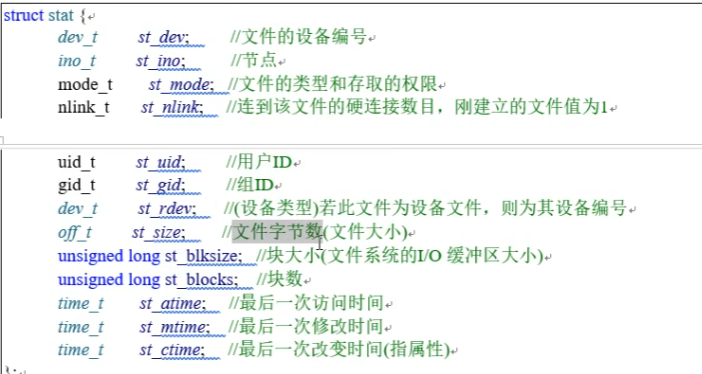 struct stat {
dev_t st_dev; //文件的设备编号
ino_t st_ino; //节点
mode_t st_mode; //文件的类型和存取的权限
nlink_t st_nlink; //连到该文件的硬连接数目，刚建立的文件值为1
uid_t st_uid; //用户ID
gid_t st_gid; //组ID
dev_t st_rdev; //(设备类型)若此文件为设备文件，则为其设备编号
off_t st_size; //文件字节数(文件大小)
unsigned long st_blksize; //块大小(文件系统的I/O 缓冲区大小)
unsigned long st_blocks; //块数
time_t st_atime; //最后一次访问时间
time_t st_mtime; //最后一次修改时间
time_t st_ctime; //最后一次改变时间(指属性)
};